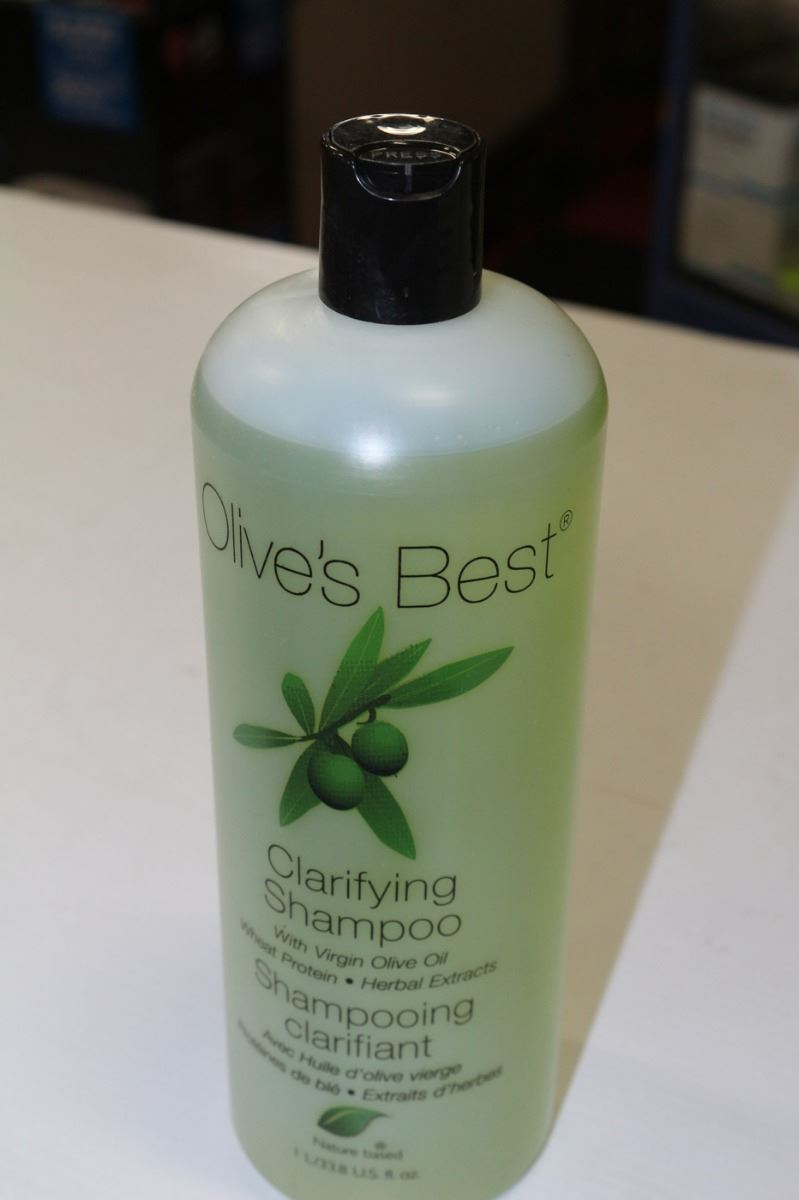 PRESS
Olive's Best®
Clarifying
Shampoo
With Virgin Olive Oil
Wheat Protein • Herbal Extracts
Shampooing
clarifiant
Avec Huile d'olive vierge
Protéines de blé • Extraits d'herbes
Nature based®
1 L/33.8 U.S. fl. oz.